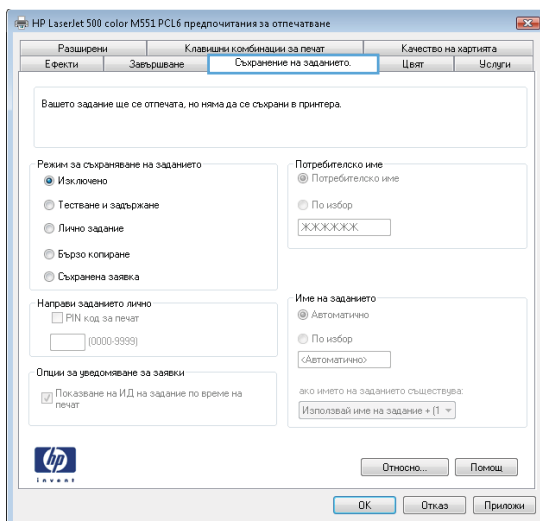 HP LaserJet 500 color M551 PCL6 предпочитания за отпечатване
Разширени
Клавишни комбинации за печат
Качество на хартията
Ефекти
Завършване
Съхранение на заданието.
Цвят
Услуги
Вашето задание ще се отпечата, но няма да се съхрани в принтера.
Режим за съхраняване на заданието
Изключено
Тестване и задържане
Лично задание
Бързо копиране
Съхранена заявка
Потребителско име
Потребителско име
По избор
ЖЖЖЖЖЖ
Направи заданието лично
PIN код за печат
(0000-9999)
Име на заданието
Автоматично
По избор
<Автоматично>
Опции за уведомяване за заявки
Показване на ИД на задание по време на
печат
ако името на заданието съществува:
Използвай име на задание + (1
hp
invent
Относно...
Помощ
OK
Отказ
Приложи